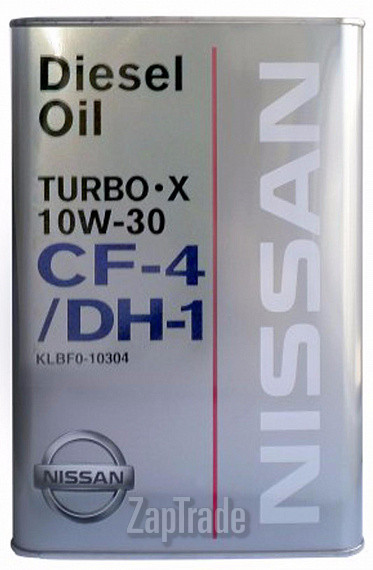 Diesel
Oil
TURBO・X
10W-30
CF-4
/DH-1
KLBF0-10304
NISSAN
NISSAN
ZapTrade